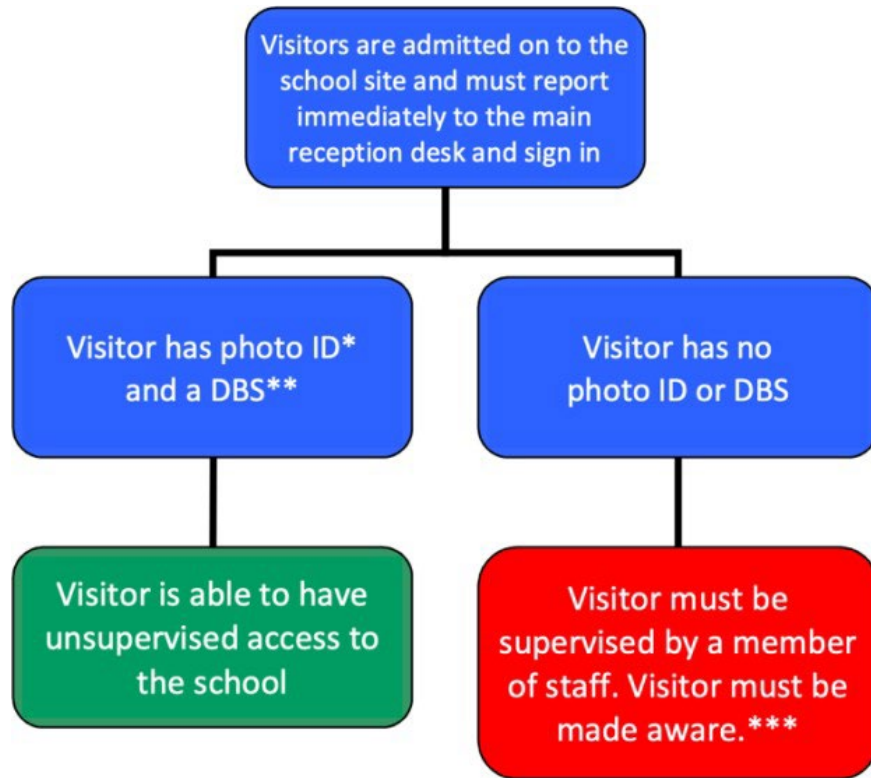 Visitors are admitted on to the
school site and must report
immediately to the main
reception desk and sign in
Visitor has photo ID*
and a DBS**
Visitor has no
photo ID or DBS
Visitor is able to have
unsupervised access to
the school
Visitor must be
supervised by a member
of staff. Visitor must be
made aware.***